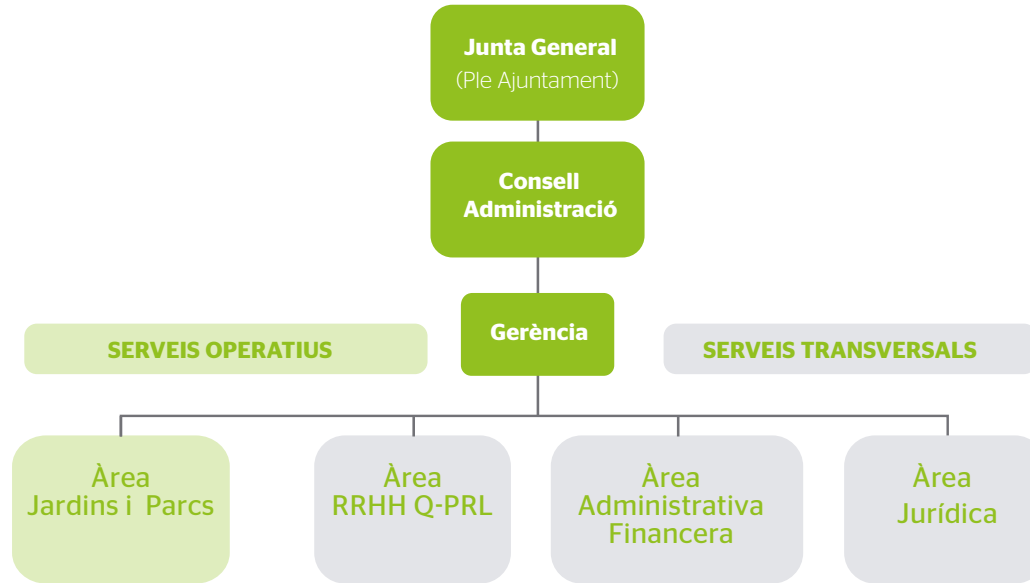 Junta General
(Ple Ajuntament)
Consell
Administració
Gerència
SERVEIS OPERATIUS
SERVEIS TRANSVERSALS
Àrea
Jardins i Parcs
Àrea
RRHH Q-PRL
Àrea
Administrativa
Financera
Àrea
Jurídica